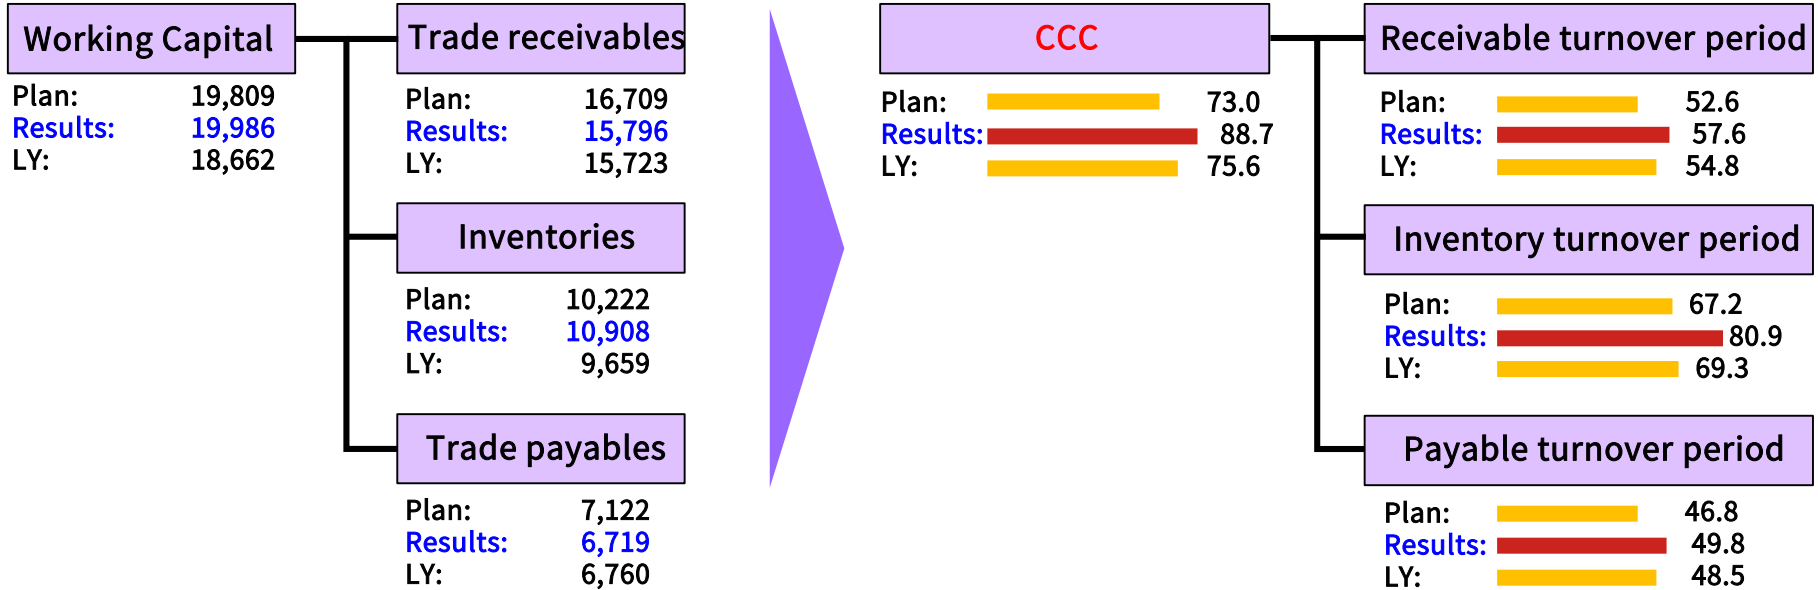 Working Capital
Plan: 19,809
Results: 19,986
LY: 18,662
Trade receivables
Plan: 16,709
Results: 15,796
LY: 15,723
Inventories
Plan: 10,222
Results: 10,908
LY: 9,659
Trade payables
Plan: 7,122
Results: 6,719
LY: 6,760
CCC
Plan: 73.0
Results: 88.7
LY: 75.6
Receivable turnover period
Plan: 52.6
Results: 57.6
LY: 54.8
Inventory turnover period
Plan: 67.2
Results: 80.9
LY: 69.3
Payable turnover period
Plan: 46.8
Results: 49.8
LY: 48.5